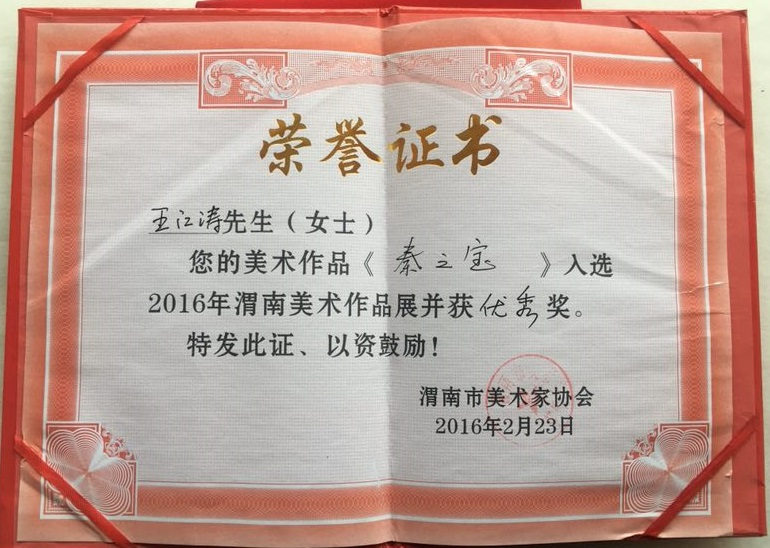 荣誉证书
王江涛先生（女士）
您的美术作品《秦之宝》入选
2016年渭南美术作品展并获优秀奖。
特发此证、以资鼓励！
渭南市美术家协会
2016年2月23日